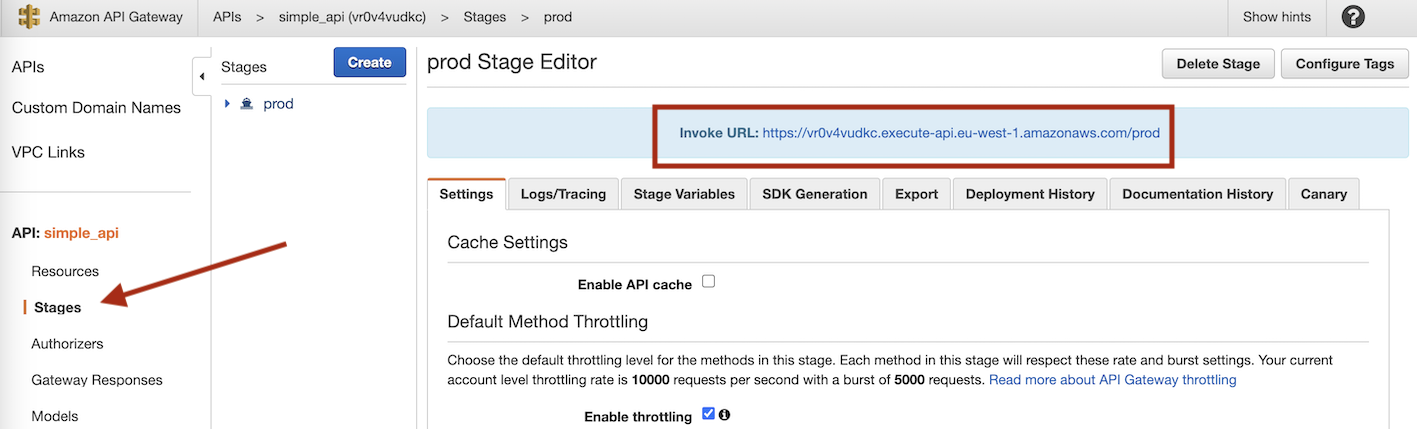 Amazon API Gateway
APIs > simple_api (vr0v4vudkc) > Stages > prod
Show hints
?
APIs
Custom Domain Names
VPC Links
API: simple_api
Resources
Stages
Authorizers
Gateway Responses
Models
Stages
Create
prod
prod Stage Editor
Delete Stage
Configure Tags
Invoke URL: https://vr0v4vudkc.execute-api.eu-west-1.amazonaws.com/prod
Settings
Logs/Tracing
Stage Variables
SDK Generation
Export
Deployment History
Documentation History
Canary
Cache Settings
Enable API cache
Default Method Throttling
Choose the default throttling level for the methods in this stage. Each method in this stage will respect these rate and burst settings. Your current
account level throttling rate is 10000 requests per second with a burst of 5000 requests. Read more about API Gateway throttling
Enable throttling